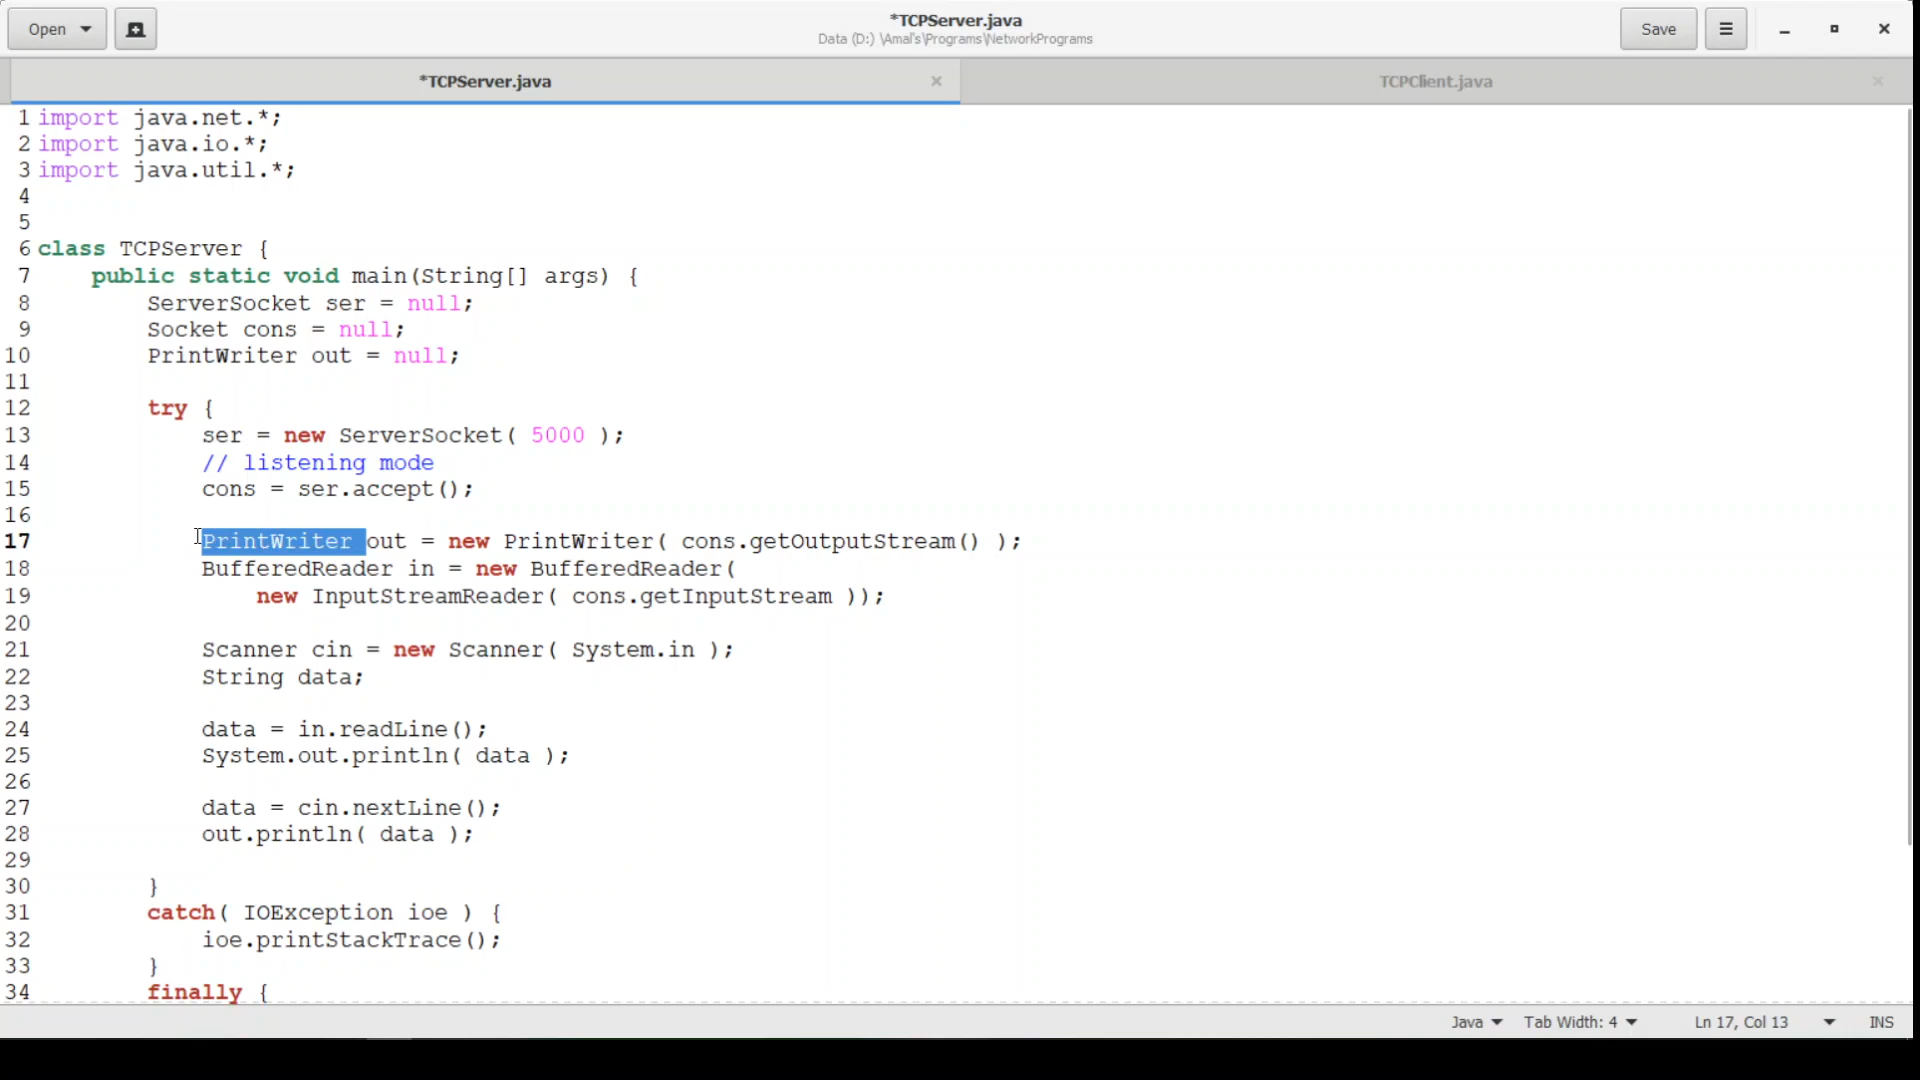 Open
*TCPServer.java
Data (D:) \Amal's\Programs\NetworkPrograms
Save
*TCPServer.java
TCPClient.java
1 import java.net.*;
2 import java.io.*;
3 import java.util.*;
4
5
6 class TCPServer {
7     public static void main(String[] args) {
8         ServerSocket ser = null;
9         Socket cons = null;
10         PrintWriter out = null;
11
12         try {
13             ser = new ServerSocket( 5000 );
14             // listening mode
15             cons = ser.accept();
16
17             PrintWriter out = new PrintWriter( cons.getOutputStream() );
18             BufferedReader in = new BufferedReader(
19                 new InputStreamReader( cons.getInputStream ));
20
21             Scanner cin = new Scanner( System.in );
22             String data;
23
24             data = in.readLine();
25             System.out.println( data );
26
27             data = cin.nextLine();
28             out.println( data );
29
30         }
31         catch( IOException ioe ) {
32             ioe.printStackTrace();
33         }
34         finally {
Java
Tab Width: 4
Ln 17, Col 13
INS